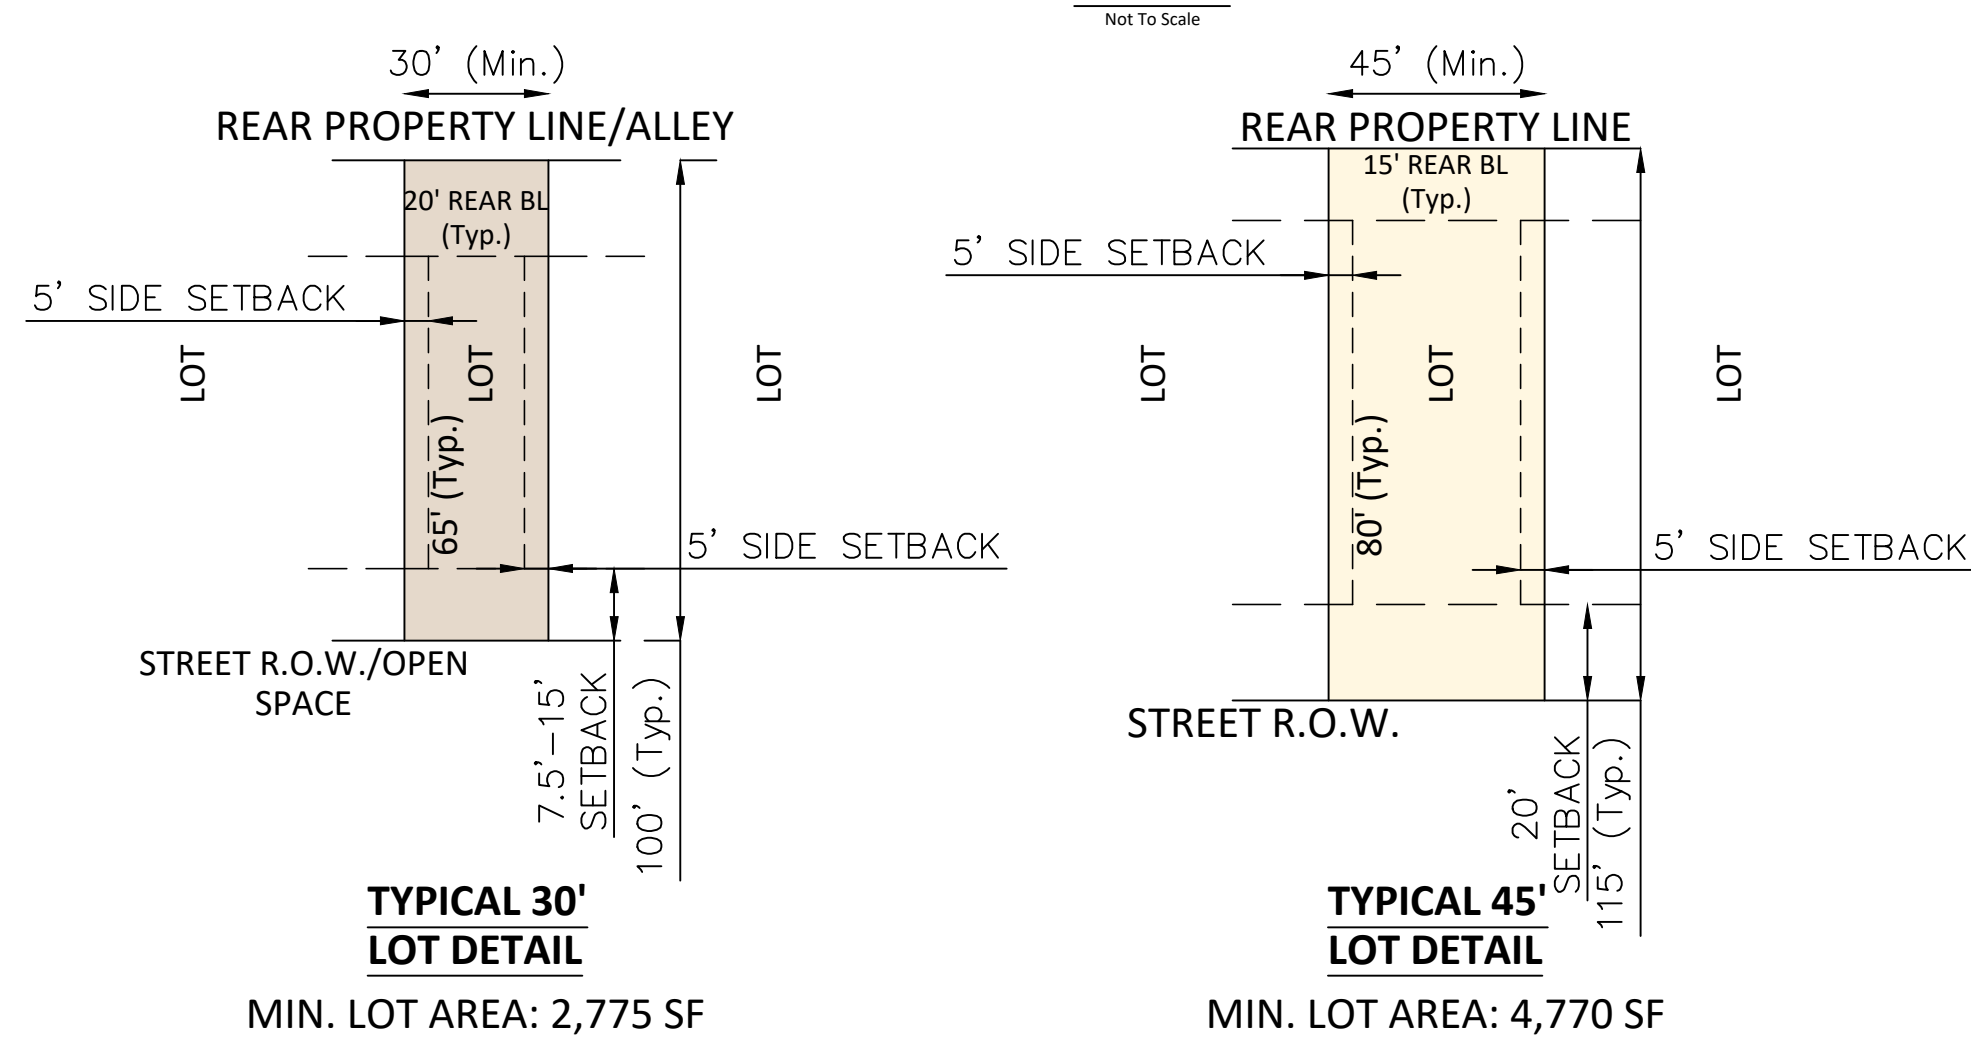 Not To Scale
30' (Min.)
REAR PROPERTY LINE/ALLEY
20' REAR BL
(Typ.)
5' SIDE SETBACK
LOT
LOT
LOT
65' (Typ.)
5' SIDE SETBACK
STREET R.O.W./OPEN
SPACE
7.5'-15'
SETBACK
100' (Typ.)
TYPICAL 30'
LOT DETAIL
MIN. LOT AREA: 2,775 SF
45' (Min.)
REAR PROPERTY LINE
15' REAR BL
(Typ.)
5' SIDE SETBACK
LOT
LOT
LOT
80' (Typ.)
5' SIDE SETBACK
STREET R.O.W.
20'
SETBACK
115' (Typ.)
TYPICAL 45'
LOT DETAIL
MIN. LOT AREA: 4,770 SF